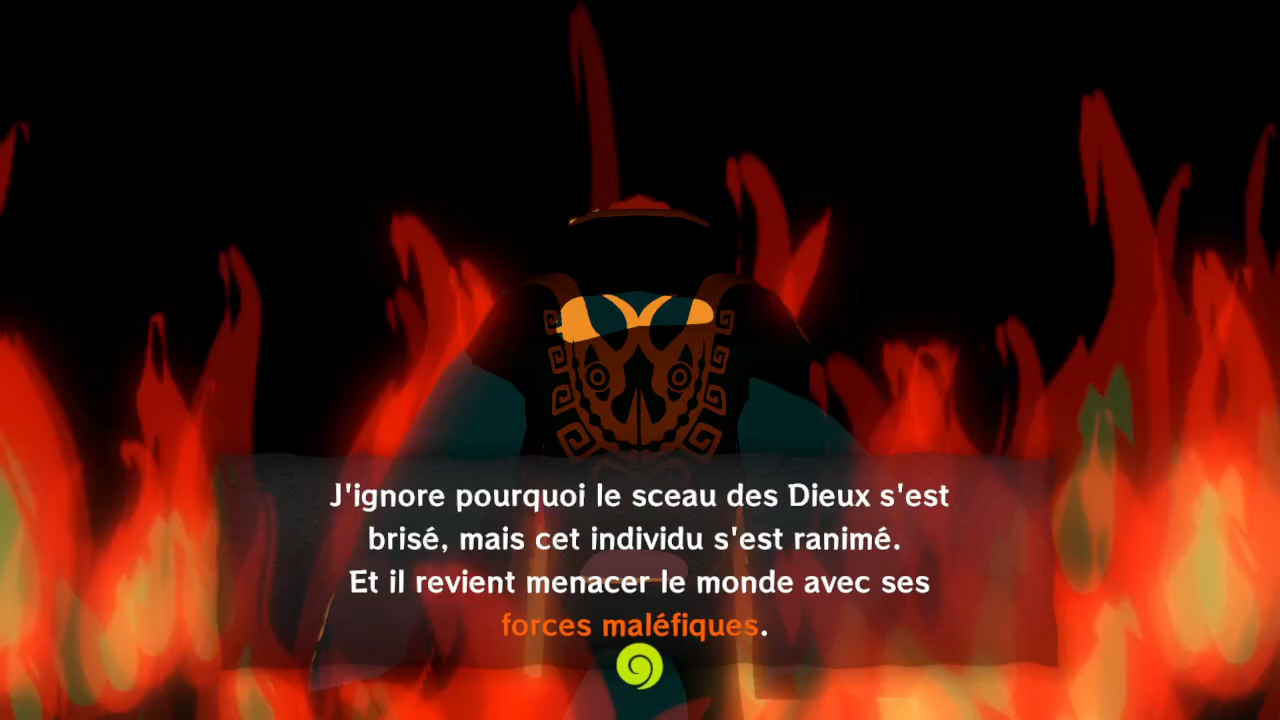 J'ignore pourquoi le sceau des Dieux s'est
brisé, mais cet individu s'est ranimé.
Et il revient menacer le monde avec ses
forces maléfiques.